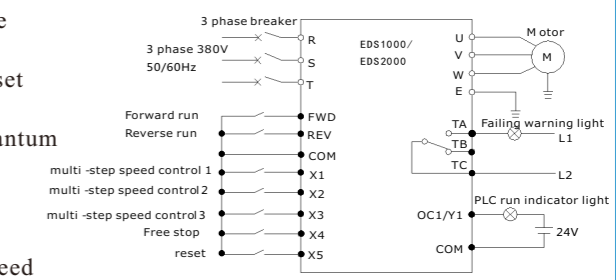 e
set
antum
eed
3 phase breaker
3 phase 380V
50/60Hz
R
S
T
EDS1000/
EDS2000
U
V
W
E
Motor
M
Forward run
Reverse run
multi -step speed control 1
multi -step speed control 2
multi -step speed control 3
Free stop
reset
FWD
REV
COM
X1
X2
X3
X4
X5
TA
TB
TC
Failing warning light
L1
L2
PLC run indicator light
OC1/Y1
24V
COM